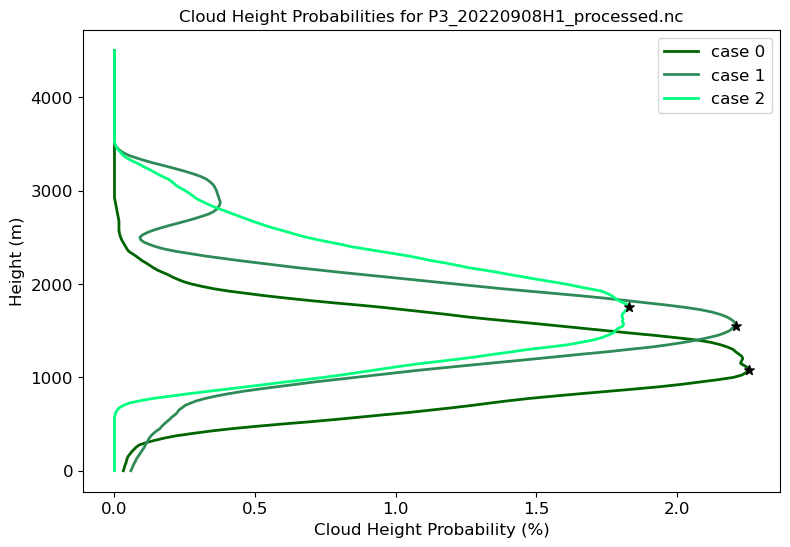 Cloud Height Probabilities for P3_20220908H1_processed.nc
case 0
case 1
case 2
4000
3000
2000
1000
0
Height (m)
0.0 0.5 1.0 1.5 2.0
Cloud Height Probability (%)